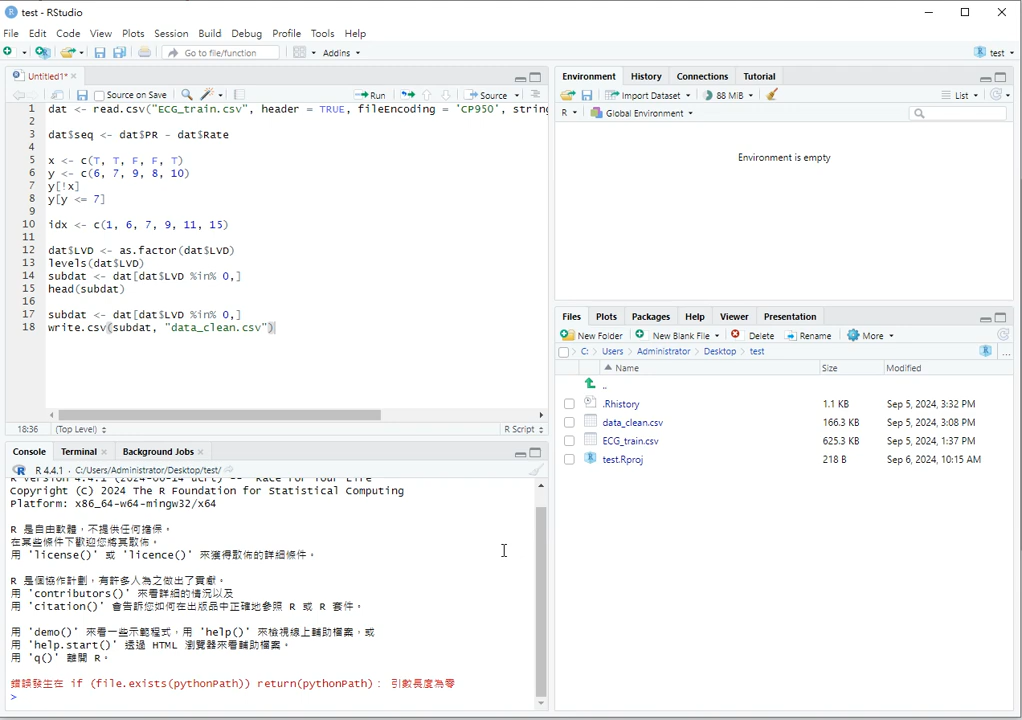 test - RStudio
File Edit Code View Plots Session Build Debug Profile Tools Help
Go to file/function Addins test
Untitled1*
Source on Save Run Source
1 dat <- read.csv("ECG_train.csv", header = TRUE, fileEncoding = 'CP950', string
2
3 dat$seq <- dat$PR - dat$Rate
4
5 x <- c(T, T, F, F, T)
6 y <- c(6, 7, 9, 8, 10)
7 y[!x]
8 y[y <= 7]
9
10 idx <- c(1, 6, 7, 9, 11, 15)
11
12 dat$LVD <- as.factor(dat$LVD)
13 levels(dat$LVD)
14 subdat <- dat[dat$LVD %in% 0,]
15 head(subdat)
16
17 subdat <- dat[dat$LVD %in% 0,]
18 write.csv(subdat, "data_clean.csv")
18:36 (Top Level) R Script
Console Terminal Background Jobs
R 4.4.1 · C:/Users/Administrator/Desktop/test/
R version 4.4.1 (2024-06-14 ucrt) -- "Race for Your Life"
Copyright (C) 2024 The R Foundation for Statistical Computing
Platform: x86_64-w64-mingw32/x64
R 是自由軟體，不提供任何擔保。
在某些條件下歡迎您將其散佈。
用 'license()' 或 'licence()' 來獲得散佈的詳細條件。
R 是個協作計劃，有許多人為之做出了貢獻。
用 'contributors()' 來看詳細的情況以及
用 'citation()' 會告訴您如何在出版品中正確地參照 R 或 R 套件。
用 'demo()' 來看一些示範程式，用 'help()' 來檢視線上輔助檔案，或
用 'help.start()' 透過 HTML 瀏覽器來看輔助檔案。
用 'q()' 離開 R。
錯誤發生在 if (file.exists(pythonPath)) return(pythonPath)： 引數長度為零
>
Environment History Connections Tutorial
Import Dataset 88 MiB List
R Global Environment
Environment is empty
Files Plots Packages Help Viewer Presentation
New Folder New Blank File Delete Rename More
C: Users Administrator Desktop test
Name Size Modified
..
.Rhistory 1.1 KB Sep 5, 2024, 3:32 PM
data_clean.csv 166.3 KB Sep 5, 2024, 3:08 PM
ECG_train.csv 625.3 KB Sep 5, 2024, 1:37 PM
test.Rproj 218 B Sep 6, 2024, 10:15 AM